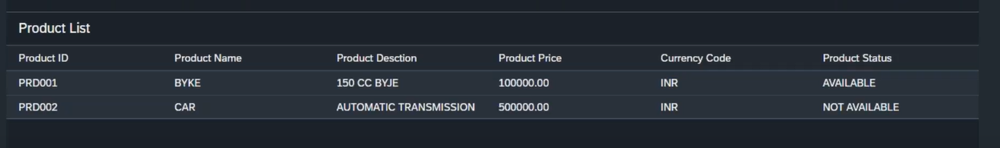 Product List
Product ID Product Name Product Desction Product Price Currency Code Product Status
PRD001 BYKE 150 CC BYJE 100000.00 INR AVAILABLE
PRD002 CAR AUTOMATIC TRANSMISSION 500000.00 INR NOT AVAILABLE